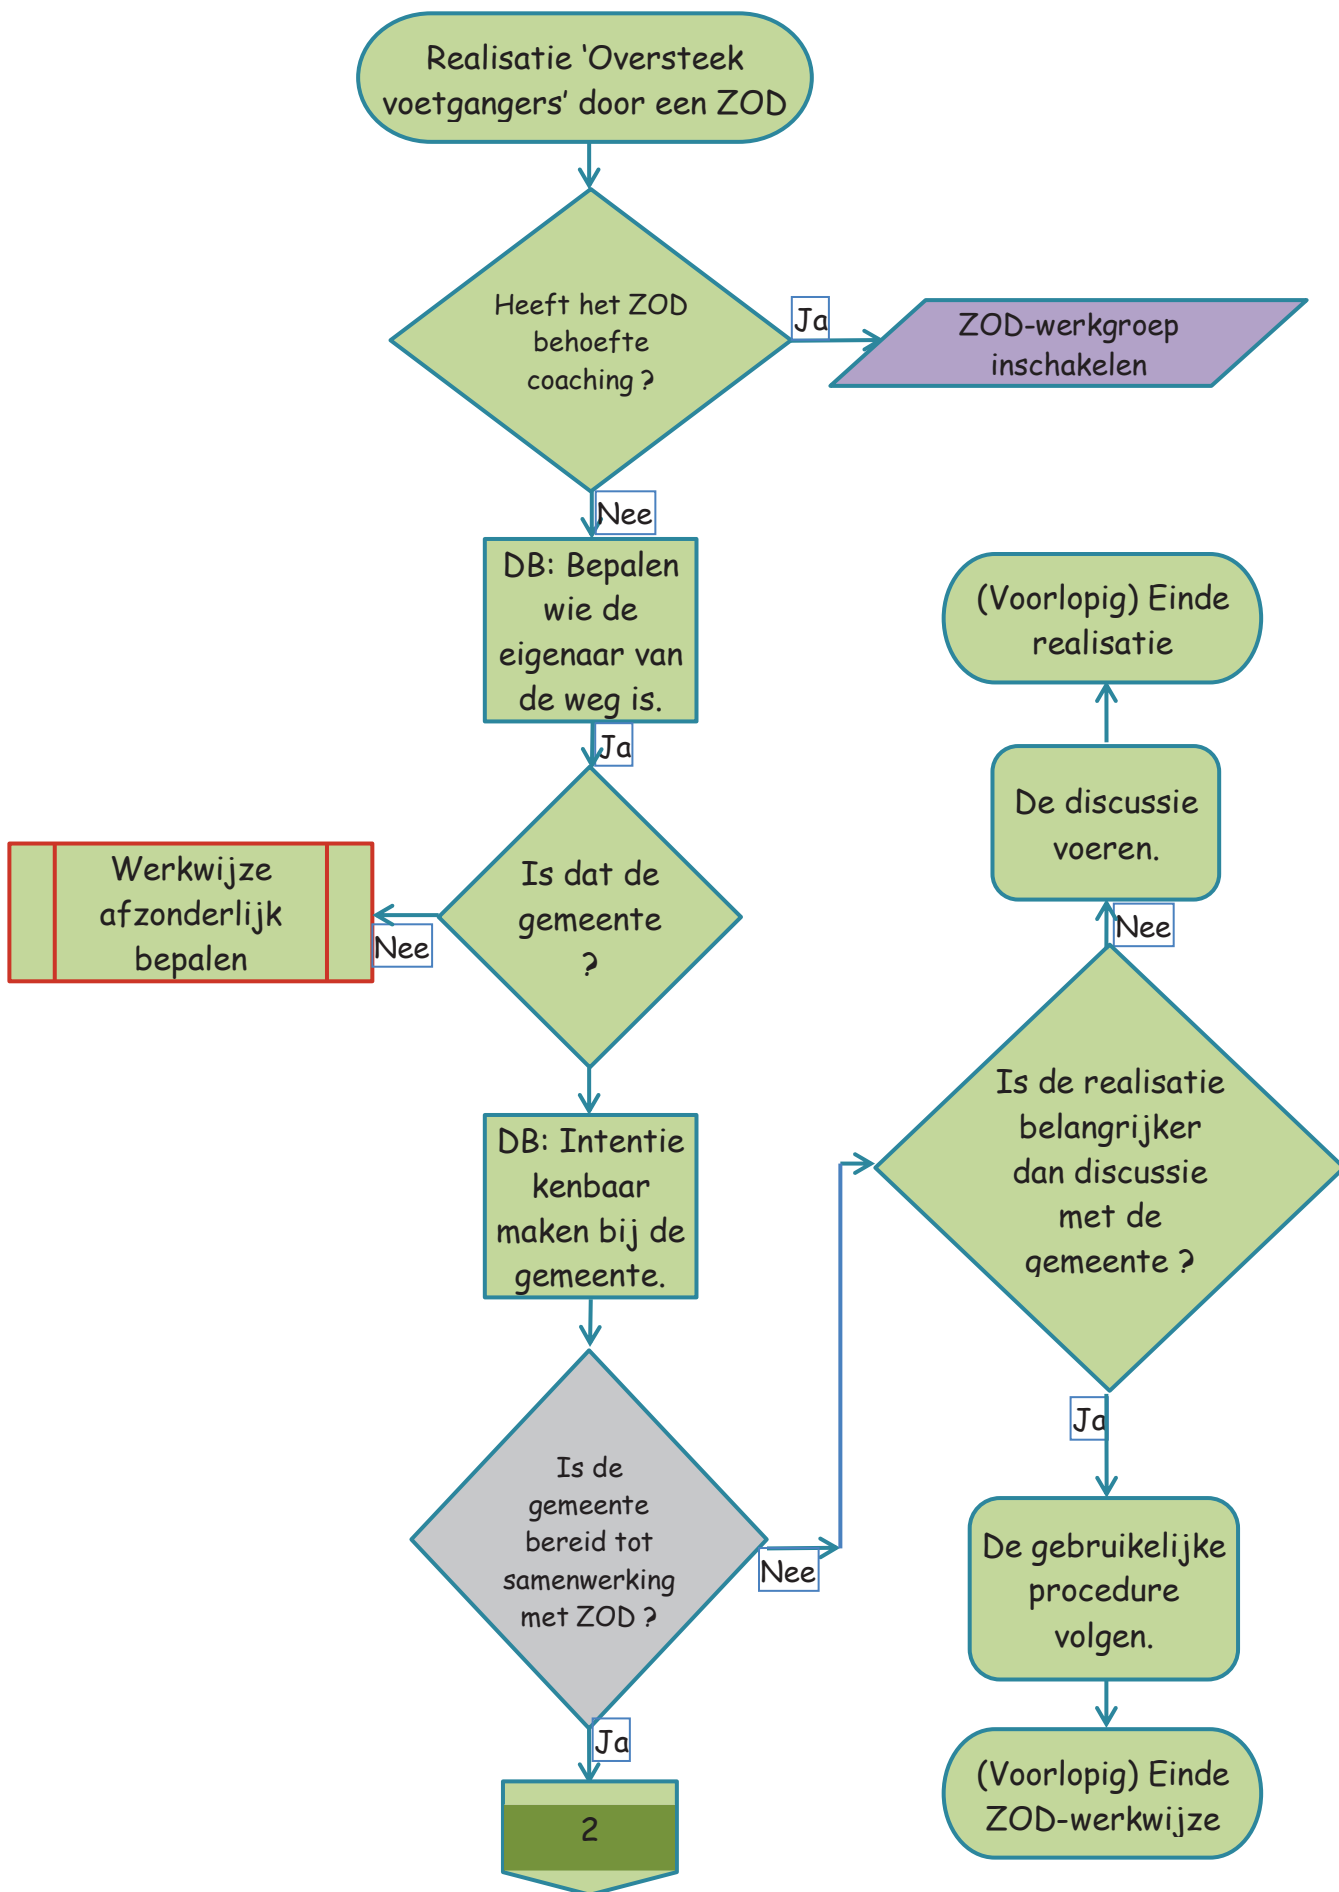 Realisatie ‘Oversteek
voetgangers’ door een ZOD
Heeft het ZOD
behoefte
coaching ?
Ja
ZOD-werkgroep
inschakelen
Nee
DB: Bepalen
wie de
eigenaar van
de weg is.
Ja
Is dat de
gemeente
?
Nee
Werkwijze
afzonderlijk
bepalen
DB: Intentie
kenbaar
maken bij de
gemeente.
Is de
gemeente
bereid tot
samenwerking
met ZOD ?
Nee
Ja
2
(Voorlopig) Einde
realisatie
De discussie
voeren.
Nee
Is de realisatie
belangrijker
dan discussie
met de
gemeente ?
Ja
De gebruikelijke
procedure
volgen.
(Voorlopig) Einde
ZOD-werkwijze